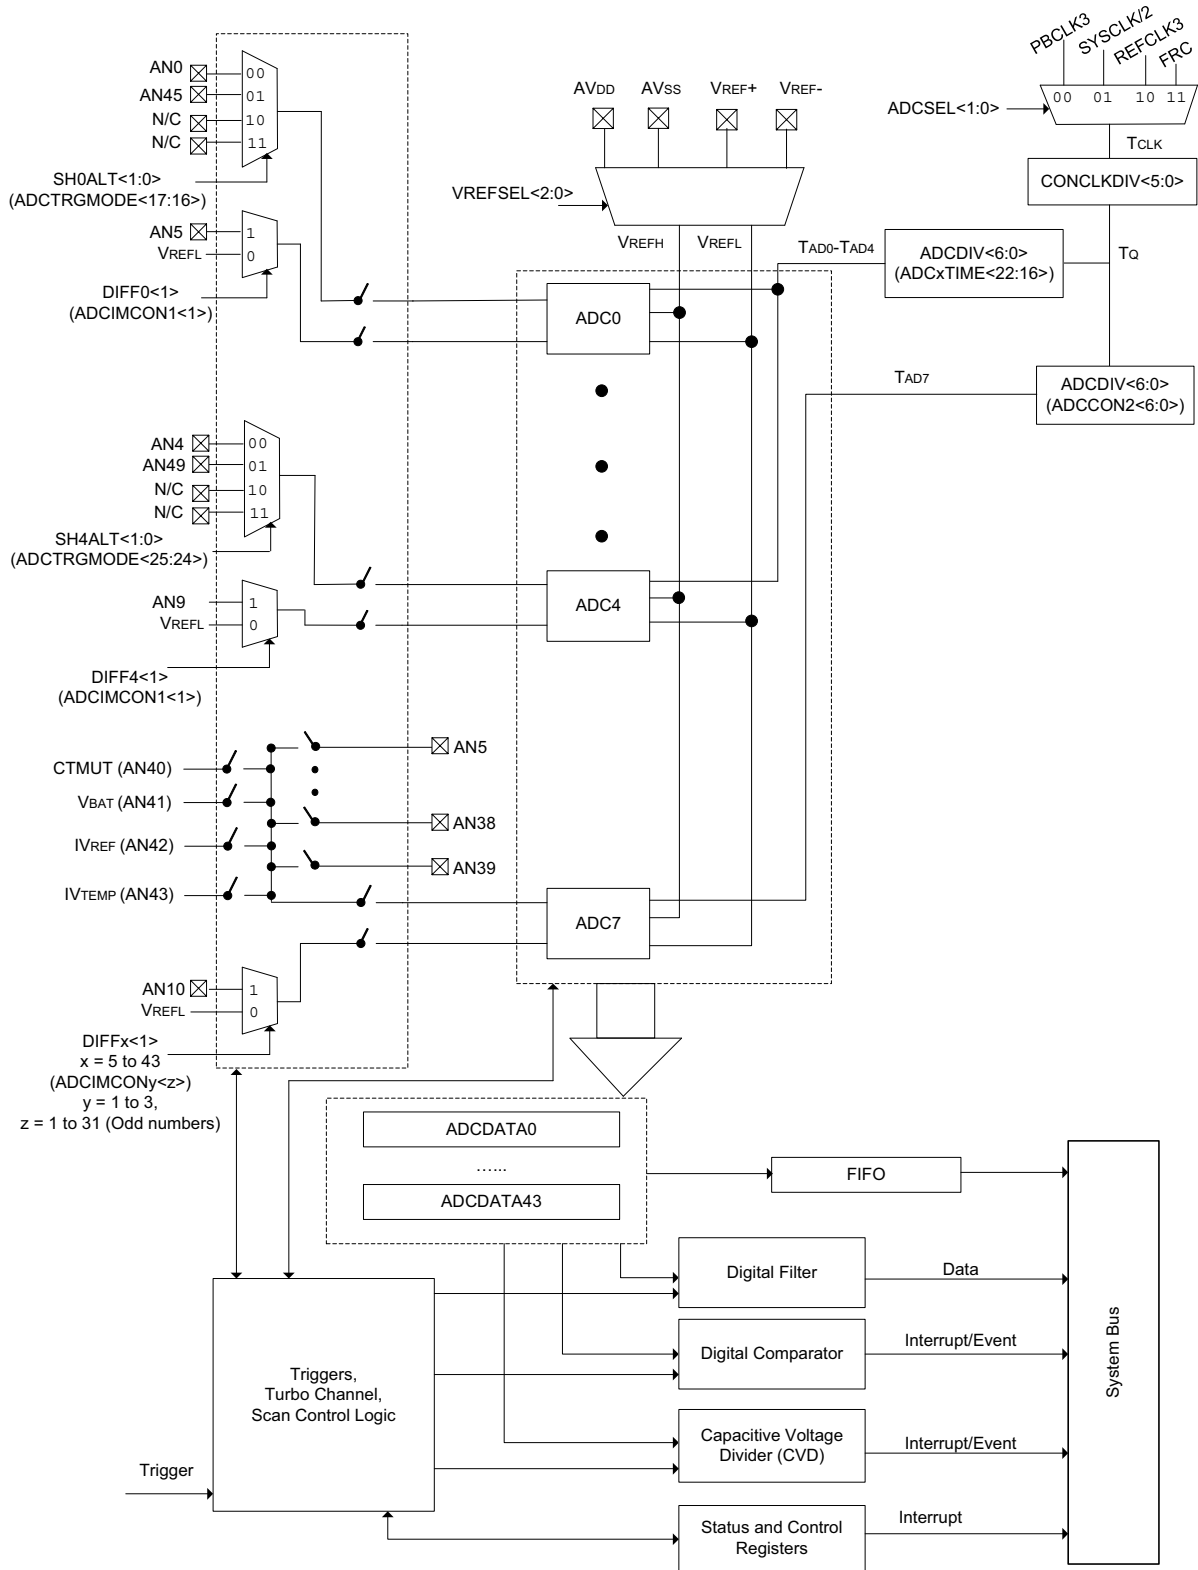 PBCLK3
SYSCLK/2
REFCLK3
FRC
00 01 10 11
ADCSEL<1:0>
TCLK
CONCLKDIV<5:0>
TQ
AN0
00
AN45
01
N/C
10
N/C
11
SH0ALT<1:0>
(ADCTRGMODE<17:16>)
AN5
1
VREFL
0
DIFF0<1>
(ADCIMCON1<1>)
AVDD AVSS VREF+ VREF-
VREFSEL<2:0>
VREFH VREFL
TAD0-TAD4
ADCDIV<6:0>
(ADCxTIME<22:16>)
ADC0
TAD7
ADCDIV<6:0>
(ADCCON2<6:0>)
AN4
00
AN49
01
N/C
10
N/C
11
SH4ALT<1:0>
(ADCTRGMODE<25:24>)
AN9
1
VREFL
0
DIFF4<1>
(ADCIMCON1<1>)
ADC4
CTMUT (AN40)
VBAT (AN41)
IVREF (AN42)
IVTEMP (AN43)
AN5
AN38
AN39
ADC7
AN10
1
VREFL
0
DIFFx<1>
x = 5 to 43
(ADCIMCONy<z>)
y = 1 to 3,
z = 1 to 31 (Odd numbers)
ADCDATA0
…...
ADCDATA43
FIFO
Digital Filter
Data
Digital Comparator
Interrupt/Event
Capacitive Voltage
Divider (CVD)
Interrupt/Event
Status and Control
Registers
Interrupt
System Bus
Triggers,
Turbo Channel,
Scan Control Logic
Trigger